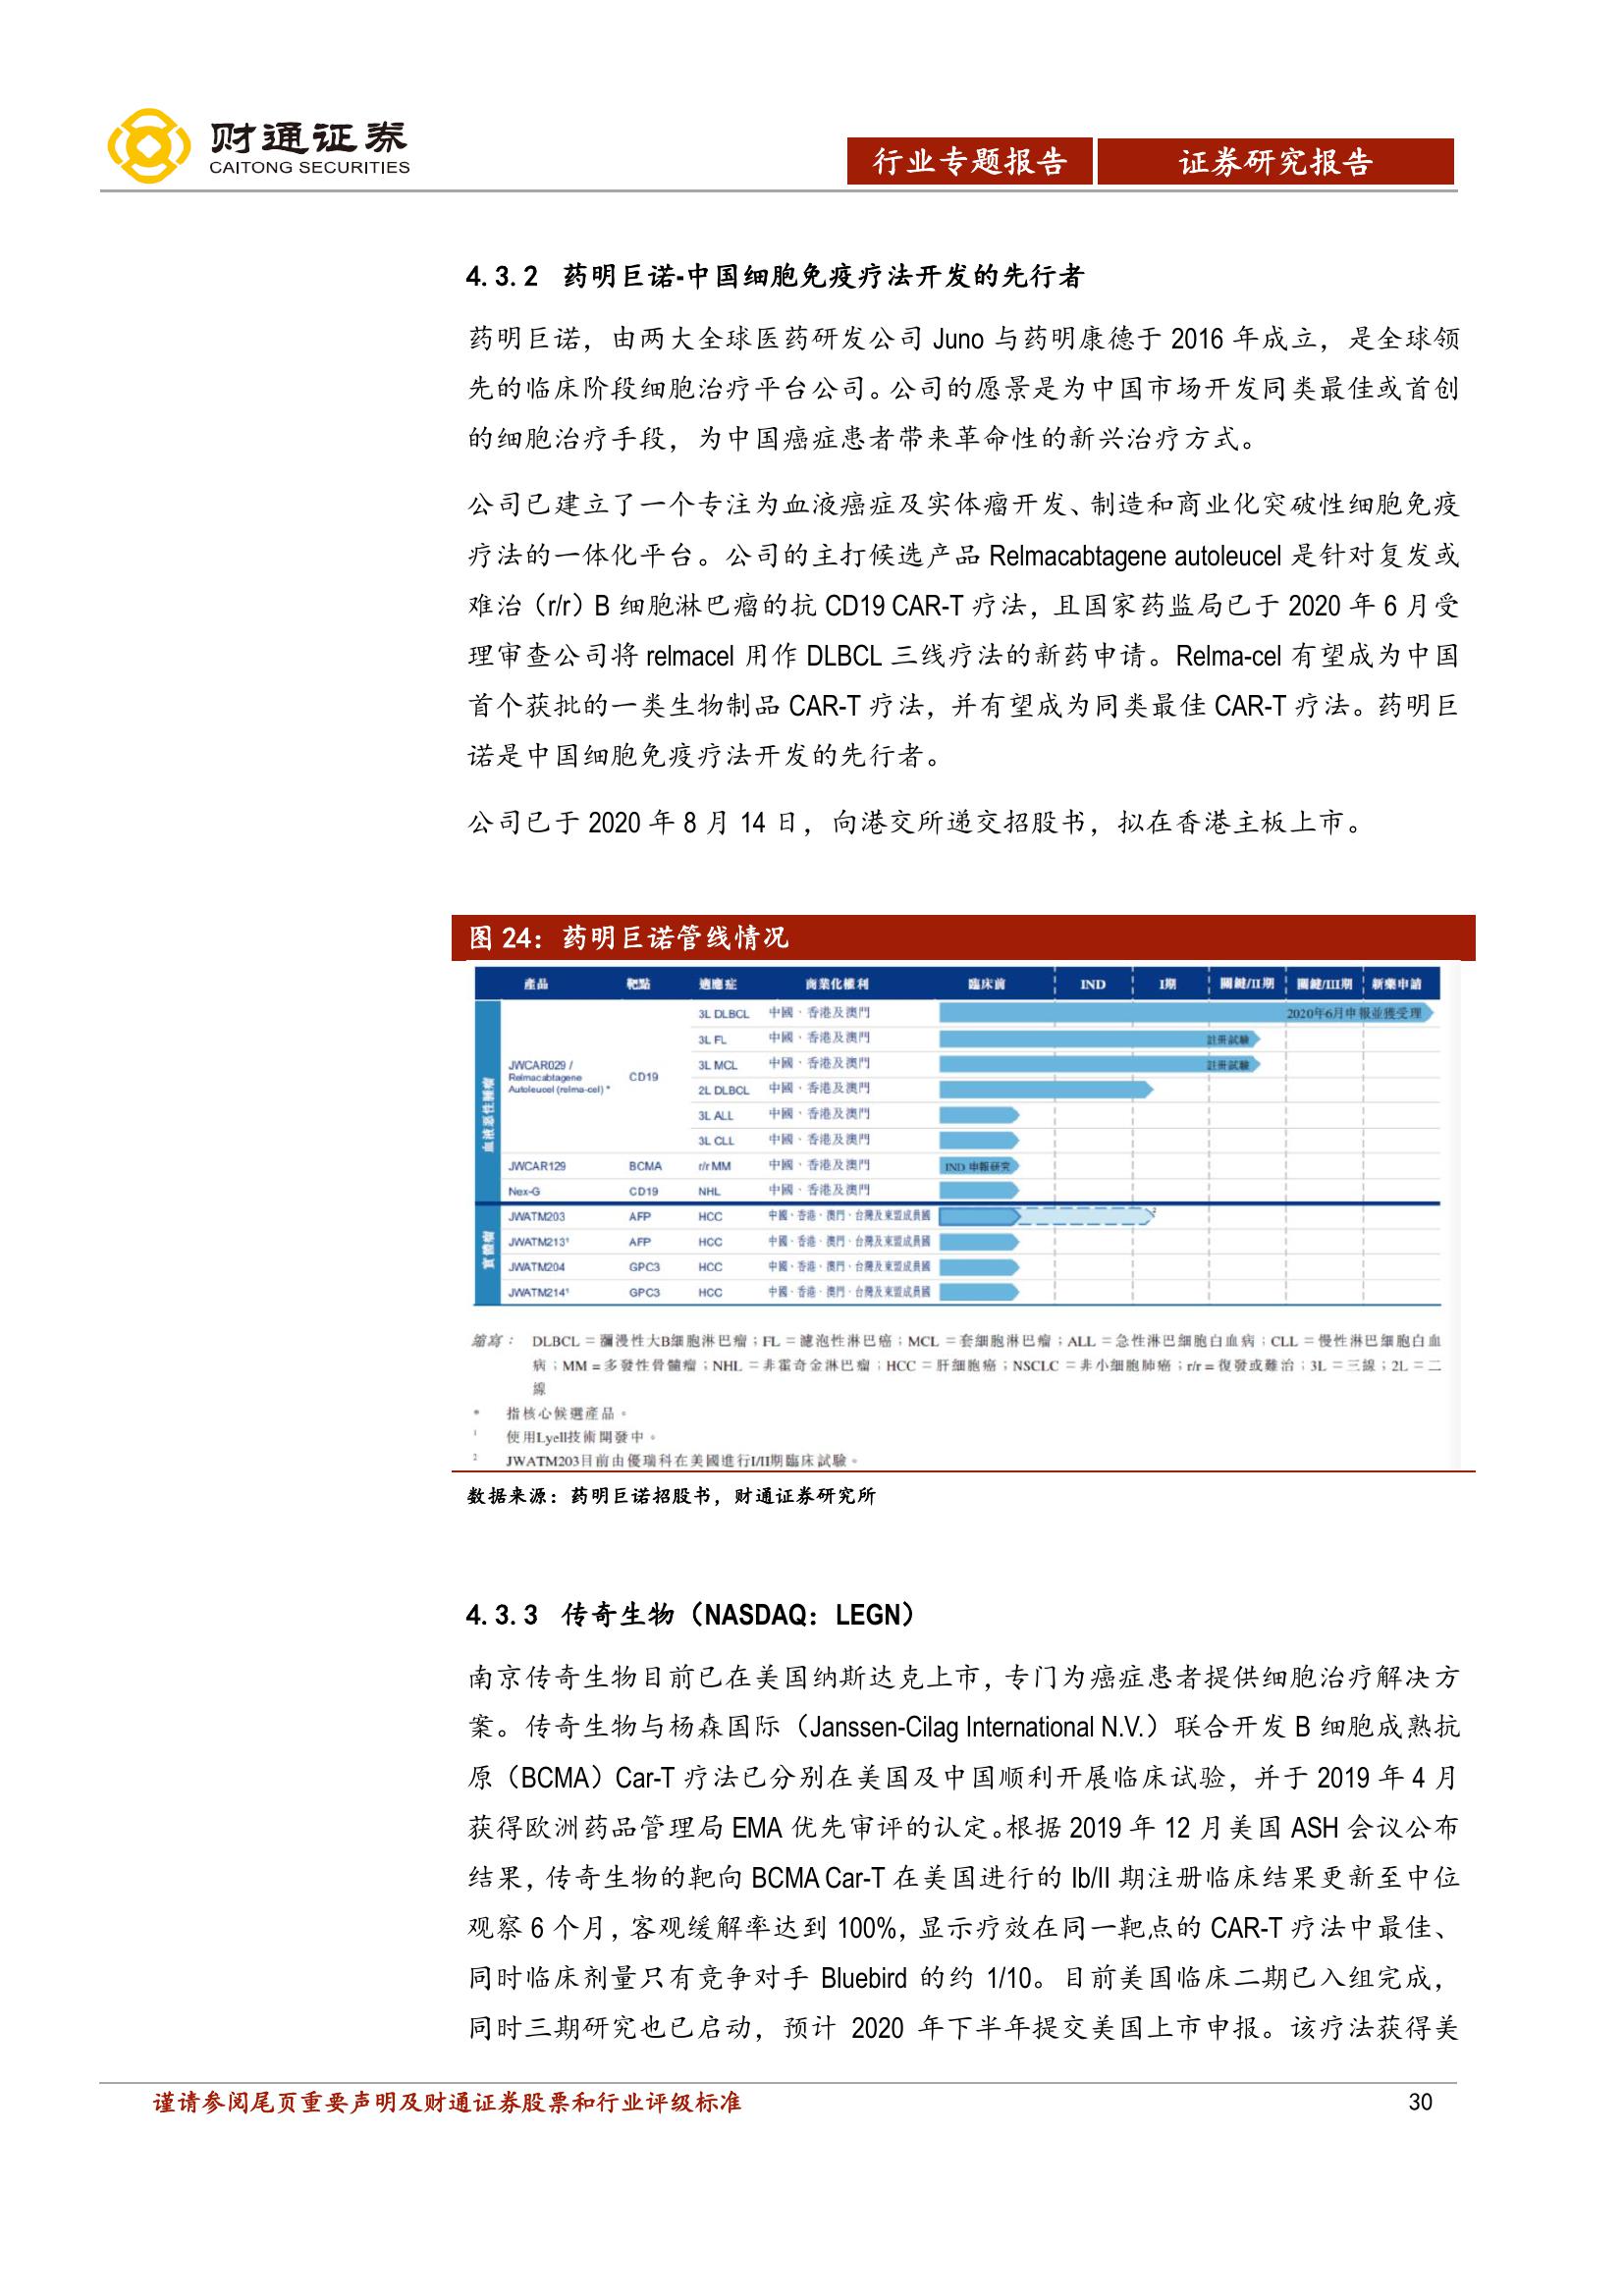 财通证券
CAITONG SECURITIES
行业专题报告 证券研究报告
4.3.2 药明巨诺-中国细胞免疫疗法开发的先行者
药明巨诺，由两大全球医药研发公司 Juno 与药明康德于 2016 年成立，是全球领
先的临床阶段细胞治疗平台公司。公司的愿景是为中国市场开发同类最佳或首创
的细胞治疗手段，为中国癌症患者带来革命性的新兴治疗方式。
公司已建立了一个专注为血液癌症及实体瘤开发、制造和商业化突破性细胞免疫
疗法的一体化平台。公司的主打候选产品 Relmacabtagene autoleucel 是针对复发或
难治（r/r）B 细胞淋巴瘤的抗 CD19 CAR-T 疗法，且国家药监局已于 2020 年 6 月受
理审查公司将 relmacel 用作 DLBCL 三线疗法的新药申请。Relma-cel 有望成为中国
首个获批的一类生物制品 CAR-T 疗法，并有望成为同类最佳 CAR-T 疗法。药明巨
诺是中国细胞免疫疗法开发的先行者。
公司已于 2020 年 8 月 14 日，向港交所递交招股书，拟在香港主板上市。
图 24：药明巨诺管线情况
產品 靶點 適應症 商業化權利 臨床前 IND I期 關鍵/II期 關鍵/III期 新藥申請
血液惡性腫瘤
3L DLBCL 中國、香港及澳門 2020年6月申報並獲受理
3L FL 中國、香港及澳門 註冊試驗
JWCAR029 /
Relmacabtagene
Autoleucel (relma-cel) *
CD19
3L MCL 中國、香港及澳門 註冊試驗
2L DLBCL 中國、香港及澳門
3L ALL 中國、香港及澳門
3L CLL 中國、香港及澳門
JWCAR129 BCMA r/r MM 中國、香港及澳門 IND 申報研究
Nex-G CD19 NHL 中國、香港及澳門
實體瘤
JWATM203 AFP HCC 中國、香港、澳門、台灣及東盟成員國 2
JWATM213¹ AFP HCC 中國、香港、澳門、台灣及東盟成員國
JWATM204 GPC3 HCC 中國、香港、澳門、台灣及東盟成員國
JWATM214¹ GPC3 HCC 中國、香港、澳門、台灣及東盟成員國
縮寫： DLBCL = 瀰漫性大B細胞淋巴瘤；FL = 濾泡性淋巴癌；MCL = 套細胞淋巴瘤；ALL = 急性淋巴細胞白血病；CLL = 慢性淋巴細胞白血
病；MM = 多發性骨髓瘤；NHL = 非霍奇金淋巴瘤；HCC = 肝細胞癌；NSCLC = 非小細胞肺癌；r/r = 復發或難治；3L = 三線；2L = 二
線
* 指核心候選產品。
1 使用Lyell技術開發中。
2 JWATM203目前由優瑞科在美國進行I/II期臨床試驗。
数据来源：药明巨诺招股书，财通证券研究所
4.3.3 传奇生物（NASDAQ：LEGN）
南京传奇生物目前已在美国纳斯达克上市，专门为癌症患者提供细胞治疗解决方
案。传奇生物与杨森国际（Janssen-Cilag International N.V.）联合开发 B 细胞成熟抗
原（BCMA）Car-T 疗法已分别在美国及中国顺利开展临床试验，并于 2019 年 4 月
获得欧洲药品管理局 EMA 优先审评的认定。根据 2019 年 12 月美国 ASH 会议公布
结果，传奇生物的靶向 BCMA Car-T 在美国进行的 Ib/II 期注册临床结果更新至中位
观察 6 个月，客观缓解率达到 100%，显示疗效在同一靶点的 CAR-T 疗法中最佳、
同时临床剂量只有竞争对手 Bluebird 的约 1/10。目前美国临床二期已入组完成，
同时三期研究也已启动，预计 2020 年下半年提交美国上市申报。该疗法获得美
谨请参阅尾页重要声明及财通证券股票和行业评级标准 30